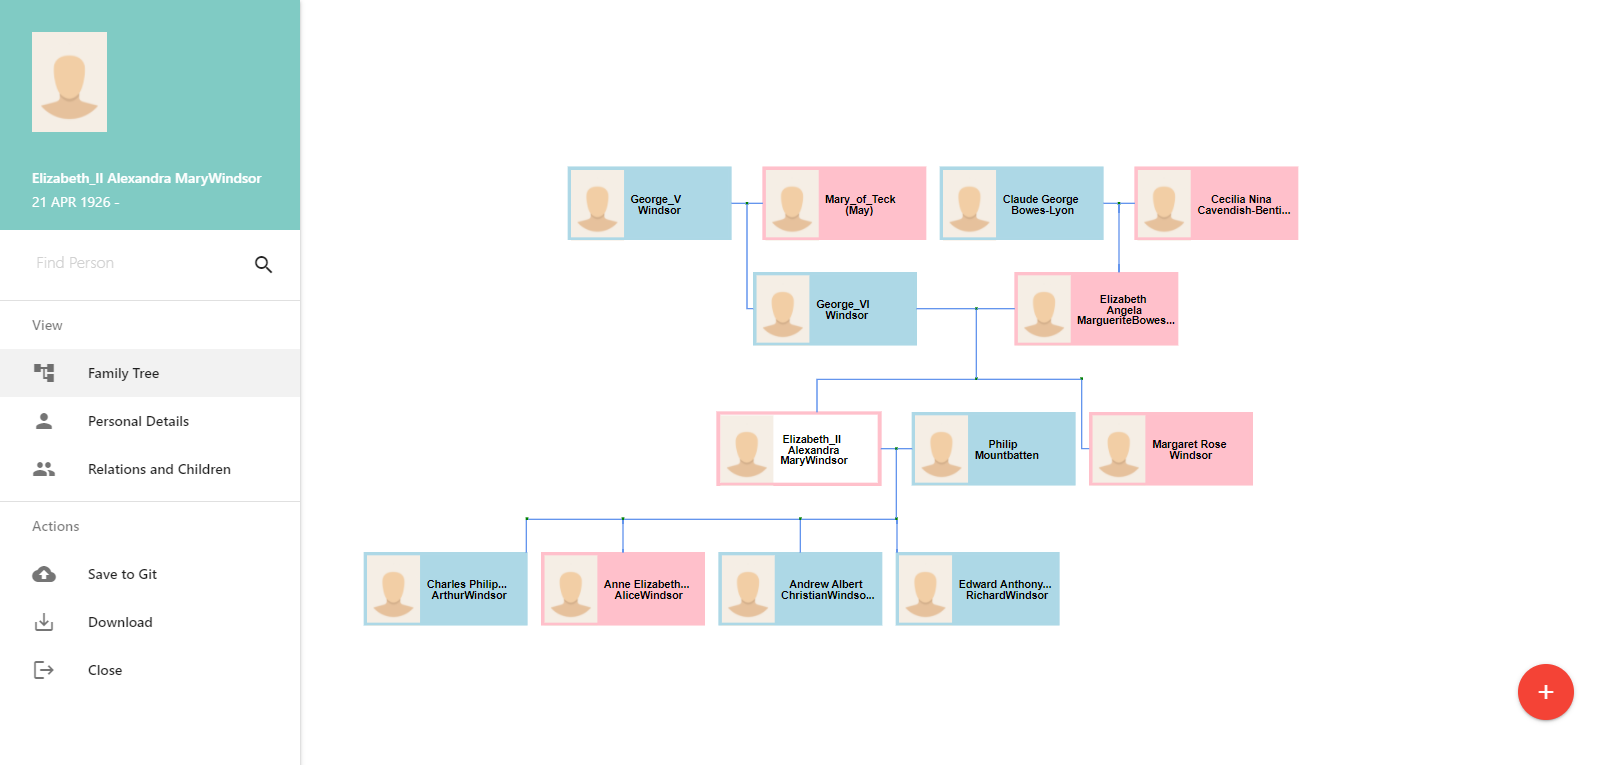 Elizabeth_II Alexandra MaryWindsor
21 APR 1926 -
Find Person
View
Family Tree
Personal Details
Relations and Children
Actions
Save to Git
Download
Close
George_V
Windsor
Mary_of_Teck
(May)
Claude George
Bowes-Lyon
Cecilia Nina
Cavendish-Benti...
George_VI
Windsor
Elizabeth
Angela
MargueriteBowes...
Elizabeth_II
Alexandra
MaryWindsor
Philip
Mountbatten
Margaret Rose
Windsor
Charles Philip...
ArthurWindsor
Anne Elizabeth...
AliceWindsor
Andrew Albert
ChristianWindso...
Edward Anthony...
RichardWindsor
+